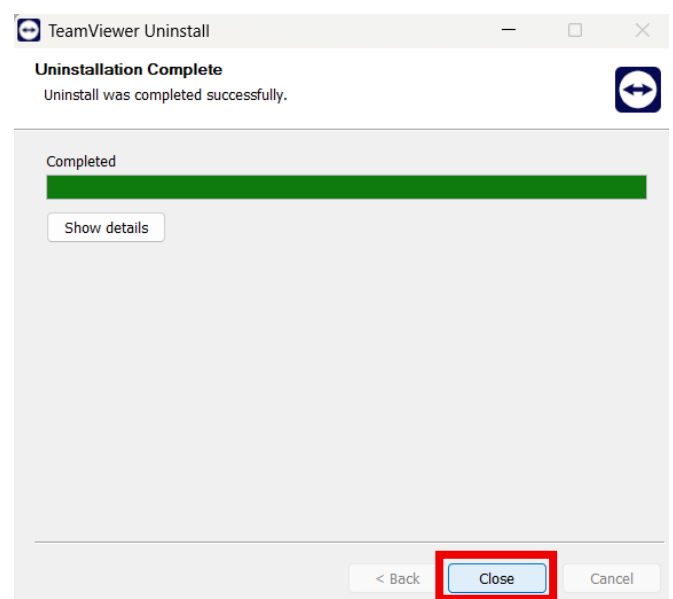 TeamViewer Uninstall
Uninstallation Complete
Uninstall was completed successfully.
Completed
Show details
< Back
Close
Cancel